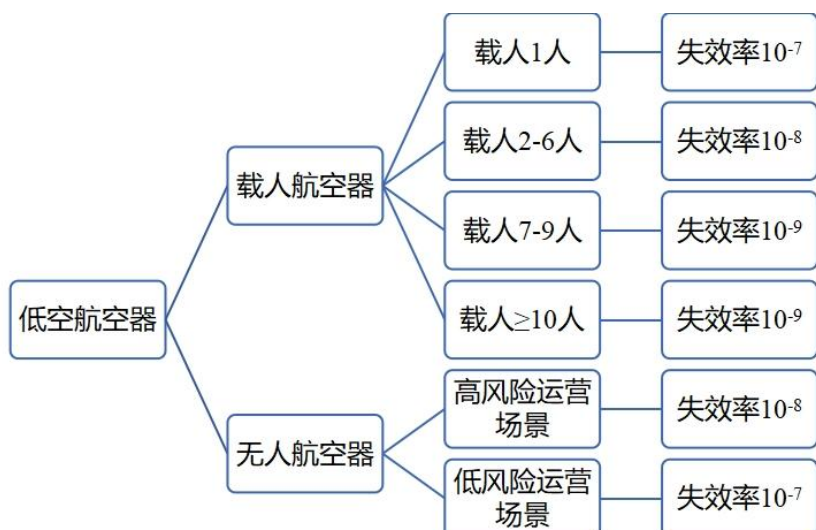 载人1人
失效率10⁻⁷
载人2-6人
失效率10⁻⁸
载人航空器
载人7-9人
失效率10⁻⁹
低空航空器
载人≥10人
失效率10⁻⁹
高风险运营
场景
失效率10⁻⁸
无人航空器
低风险运营
场景
失效率10⁻⁷